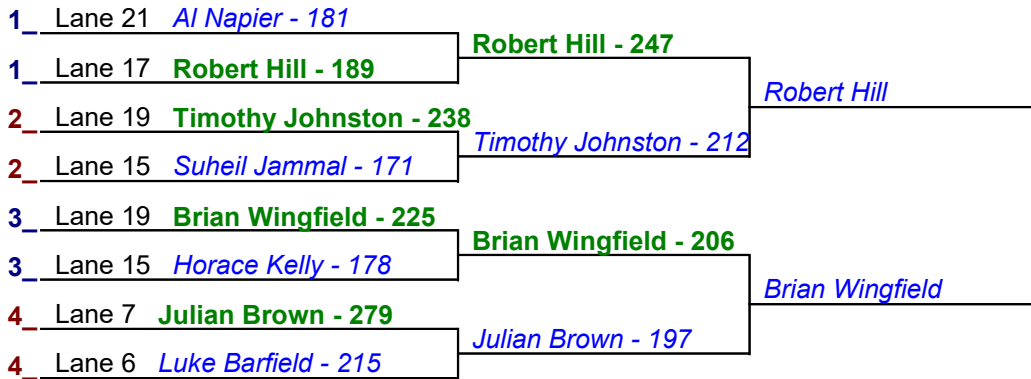 1_ Lane 21 Al Napier - 181
Robert Hill - 247
1_ Lane 17 Robert Hill - 189
Robert Hill
2_ Lane 19 Timothy Johnston - 238
Timothy Johnston - 212
2_ Lane 15 Suheil Jammal - 171
3_ Lane 19 Brian Wingfield - 225
Brian Wingfield - 206
3_ Lane 15 Horace Kelly - 178
Brian Wingfield
4_ Lane 7 Julian Brown - 279
Julian Brown - 197
4_ Lane 6 Luke Barfield - 215